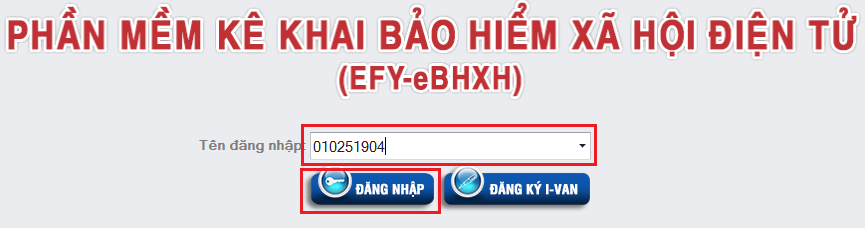 PHẦN MỀM KÊ KHAI BẢO HIỂM XÃ HỘI ĐIỆN TỬ
(EFY-eBHXH)
Tên đăng nhập: 010251904
ĐĂNG NHẬP ĐĂNG KÝ I-VAN